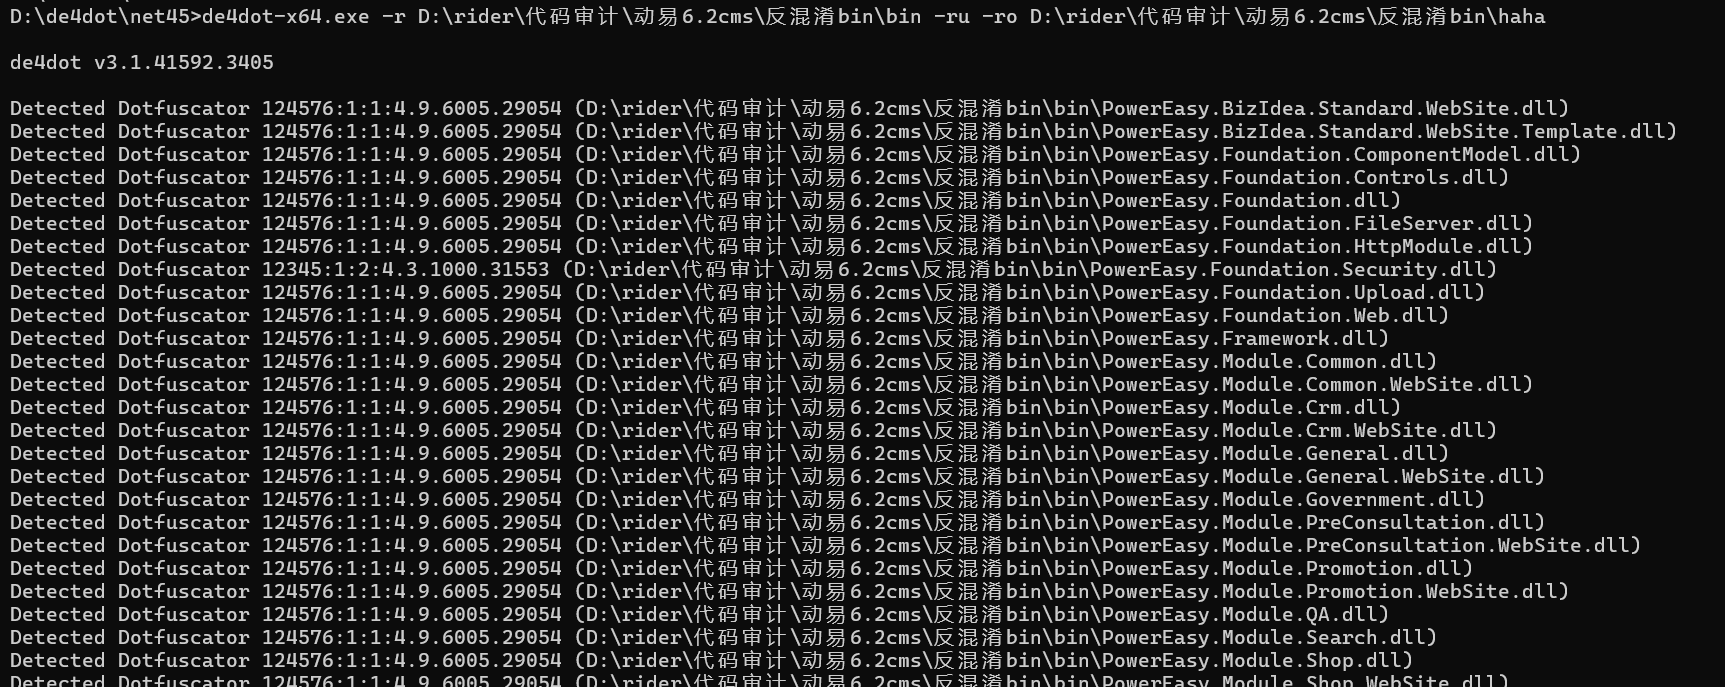 D:\de4dot\net45>de4dot-x64.exe -r D:\rider\代码审计\动易6.2cms\反混淆bin\bin -ru -ro D:\rider\代码审计\动易6.2cms\反混淆bin\haha
de4dot v3.1.41592.3405
Detected Dotfuscator 124576:1:1:4.9.6005.29054 (D:\rider\代码审计\动易6.2cms\反混淆bin\bin\PowerEasy.BizIdea.Standard.WebSite.dll)
Detected Dotfuscator 124576:1:1:4.9.6005.29054 (D:\rider\代码审计\动易6.2cms\反混淆bin\bin\PowerEasy.BizIdea.Standard.WebSite.Template.dll)
Detected Dotfuscator 124576:1:1:4.9.6005.29054 (D:\rider\代码审计\动易6.2cms\反混淆bin\bin\PowerEasy.Foundation.ComponentModel.dll)
Detected Dotfuscator 124576:1:1:4.9.6005.29054 (D:\rider\代码审计\动易6.2cms\反混淆bin\bin\PowerEasy.Foundation.Controls.dll)
Detected Dotfuscator 124576:1:1:4.9.6005.29054 (D:\rider\代码审计\动易6.2cms\反混淆bin\bin\PowerEasy.Foundation.dll)
Detected Dotfuscator 124576:1:1:4.9.6005.29054 (D:\rider\代码审计\动易6.2cms\反混淆bin\bin\PowerEasy.Foundation.FileServer.dll)
Detected Dotfuscator 124576:1:1:4.9.6005.29054 (D:\rider\代码审计\动易6.2cms\反混淆bin\bin\PowerEasy.Foundation.HttpModule.dll)
Detected Dotfuscator 12345:1:2:4.3.1000.31553 (D:\rider\代码审计\动易6.2cms\反混淆bin\bin\PowerEasy.Foundation.Security.dll)
Detected Dotfuscator 124576:1:1:4.9.6005.29054 (D:\rider\代码审计\动易6.2cms\反混淆bin\bin\PowerEasy.Foundation.Upload.dll)
Detected Dotfuscator 124576:1:1:4.9.6005.29054 (D:\rider\代码审计\动易6.2cms\反混淆bin\bin\PowerEasy.Foundation.Web.dll)
Detected Dotfuscator 124576:1:1:4.9.6005.29054 (D:\rider\代码审计\动易6.2cms\反混淆bin\bin\PowerEasy.Framework.dll)
Detected Dotfuscator 124576:1:1:4.9.6005.29054 (D:\rider\代码审计\动易6.2cms\反混淆bin\bin\PowerEasy.Module.Common.dll)
Detected Dotfuscator 124576:1:1:4.9.6005.29054 (D:\rider\代码审计\动易6.2cms\反混淆bin\bin\PowerEasy.Module.Common.WebSite.dll)
Detected Dotfuscator 124576:1:1:4.9.6005.29054 (D:\rider\代码审计\动易6.2cms\反混淆bin\bin\PowerEasy.Module.Crm.dll)
Detected Dotfuscator 124576:1:1:4.9.6005.29054 (D:\rider\代码审计\动易6.2cms\反混淆bin\bin\PowerEasy.Module.Crm.WebSite.dll)
Detected Dotfuscator 124576:1:1:4.9.6005.29054 (D:\rider\代码审计\动易6.2cms\反混淆bin\bin\PowerEasy.Module.General.dll)
Detected Dotfuscator 124576:1:1:4.9.6005.29054 (D:\rider\代码审计\动易6.2cms\反混淆bin\bin\PowerEasy.Module.General.WebSite.dll)
Detected Dotfuscator 124576:1:1:4.9.6005.29054 (D:\rider\代码审计\动易6.2cms\反混淆bin\bin\PowerEasy.Module.Government.dll)
Detected Dotfuscator 124576:1:1:4.9.6005.29054 (D:\rider\代码审计\动易6.2cms\反混淆bin\bin\PowerEasy.Module.PreConsultation.dll)
Detected Dotfuscator 124576:1:1:4.9.6005.29054 (D:\rider\代码审计\动易6.2cms\反混淆bin\bin\PowerEasy.Module.PreConsultation.WebSite.dll)
Detected Dotfuscator 124576:1:1:4.9.6005.29054 (D:\rider\代码审计\动易6.2cms\反混淆bin\bin\PowerEasy.Module.Promotion.dll)
Detected Dotfuscator 124576:1:1:4.9.6005.29054 (D:\rider\代码审计\动易6.2cms\反混淆bin\bin\PowerEasy.Module.Promotion.WebSite.dll)
Detected Dotfuscator 124576:1:1:4.9.6005.29054 (D:\rider\代码审计\动易6.2cms\反混淆bin\bin\PowerEasy.Module.QA.dll)
Detected Dotfuscator 124576:1:1:4.9.6005.29054 (D:\rider\代码审计\动易6.2cms\反混淆bin\bin\PowerEasy.Module.Search.dll)
Detected Dotfuscator 124576:1:1:4.9.6005.29054 (D:\rider\代码审计\动易6.2cms\反混淆bin\bin\PowerEasy.Module.Shop.dll)
Detected Dotfuscator 124576:1:1:4.9.6005.29054 (D:\rider\代码审计\动易6.2cms\反混淆bin\bin\PowerEasy.Module.Shop.WebSite.dll)